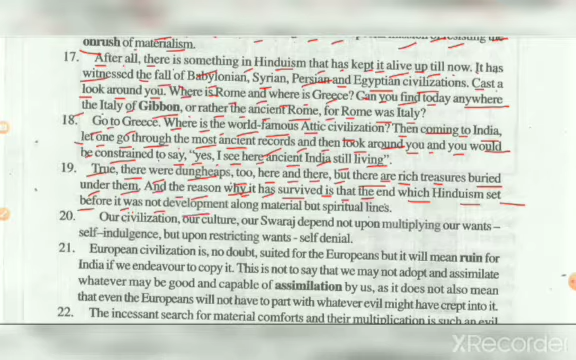 onrush of materialism.
17. After all, there is something in Hinduism that has kept it alive up till now. It has
witnessed the fall of Babylonian, Syrian, Persian and Egyptian civilizations. Cast a
look around you. Where is Rome and where is Greece? Can you find today anywhere
the Italy of Gibbon, or rather the ancient Rome, for Rome was Italy?
18. Go to Greece. Where is the world-famous Attic civilization? Then coming to India,
let one go through the most ancient records and then look around you and you would
be constrained to say, "yes, I see here ancient India still living".
19. True, there were dungheaps, too, here and there, but there are rich treasures buried
under them. And the reason why it has survived is that the end which Hinduism set
before it was not development along material but spiritual lines.
20. Our civilization, our culture, our Swaraj depend not upon multiplying our wants –
self-indulgence, but upon restricting wants - self denial.
21. European civilization is, no doubt, suited for the Europeans but it will mean ruin for
India if we endeavour to copy it. This is not to say that we may not adopt and assimilate
whatever may be good and capable of assimilation by us, as it does not also mean
that even the Europeans will not have to part with whatever evil might have crept into it.
22. The incessant search for material comforts and their multiplication is such an evil
XRecorder